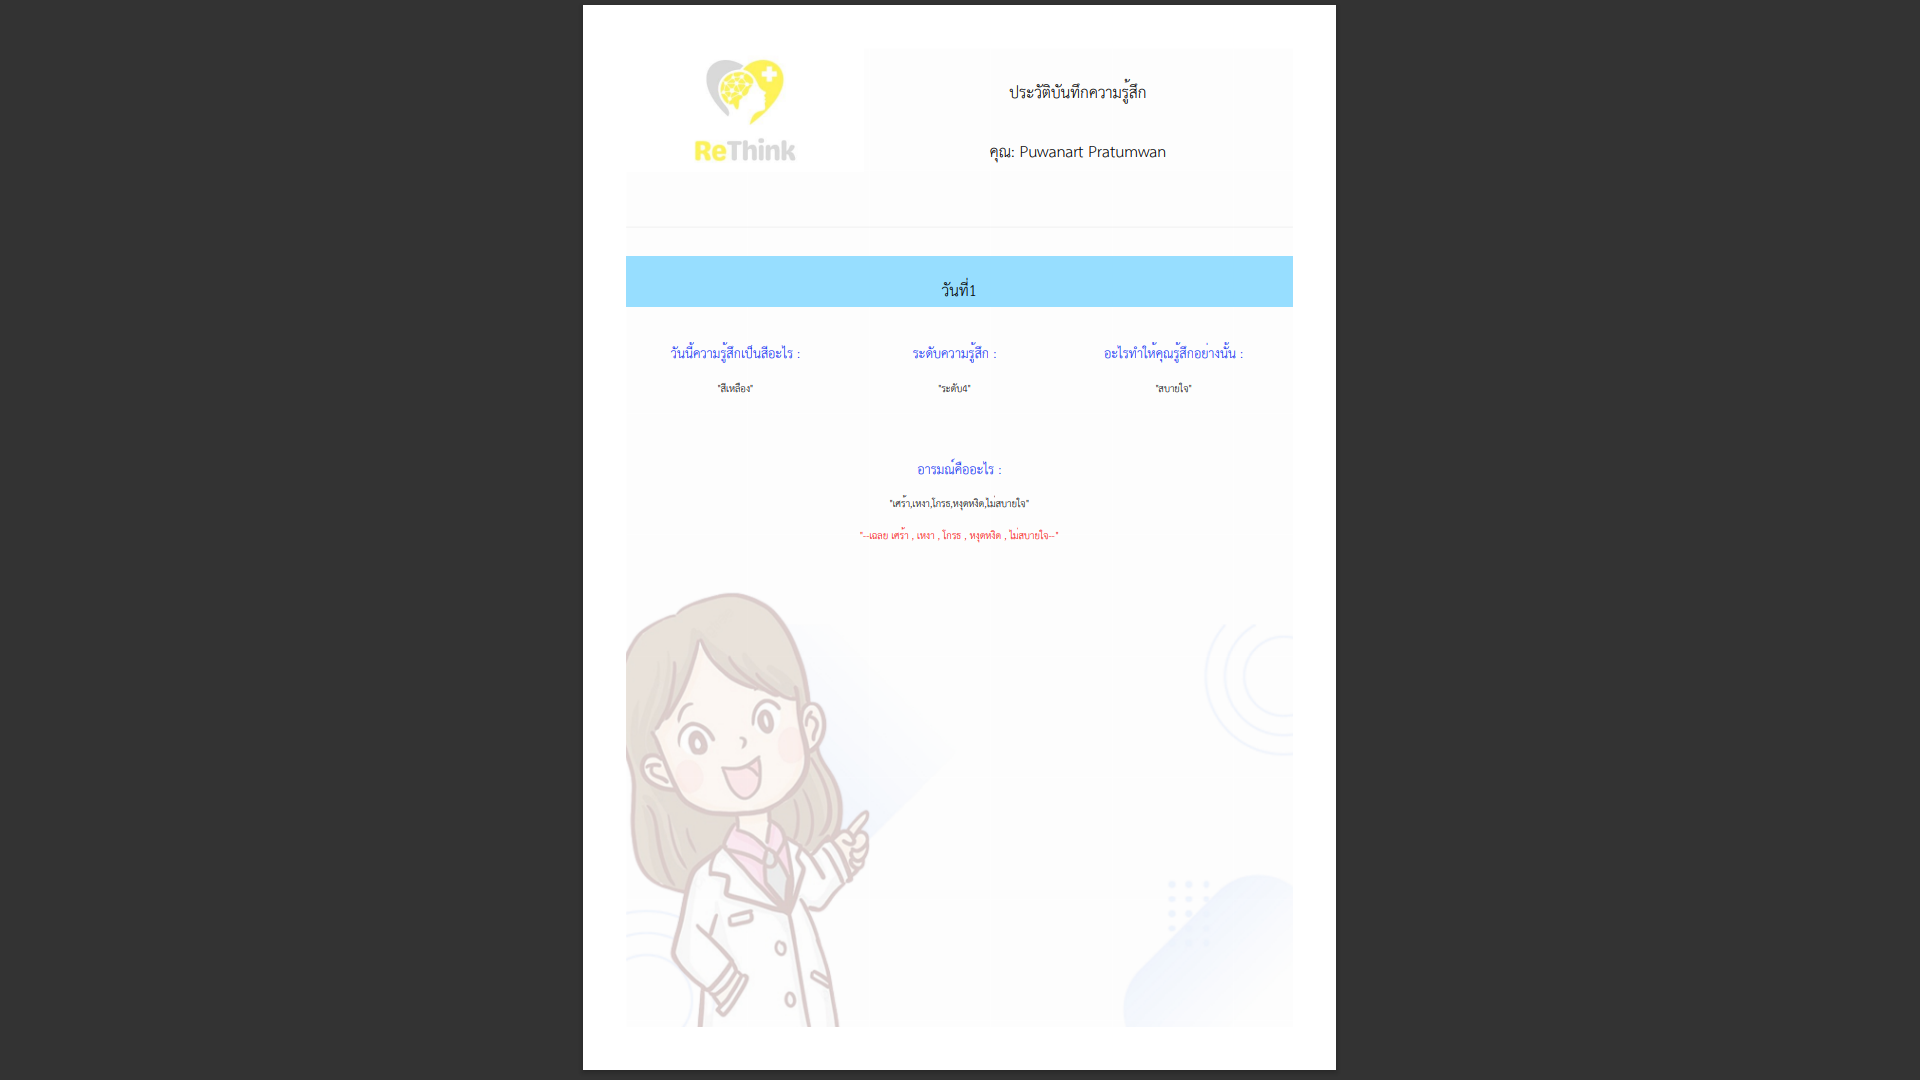 ReThink
ประวัติบันทึกความรู้สึก
คุณ: Puwanart Pratumwan
วันที่1
วันนี้ความรู้สึกเป็นสีอะไร :
ระดับความรู้สึก :
อะไรทำให้คุณรู้สึกอย่างนั้น :
"สีเหลือง"
"ระดับ4"
"สบายใจ"
อารมณ์คืออะไร :
"เศร้า,เหงา,โกรธ,หงุดหงิด,ไม่สบายใจ"
"--เฉลย เศร้า , เหงา , โกรธ , หงุดหงิด , ไม่สบายใจ--"